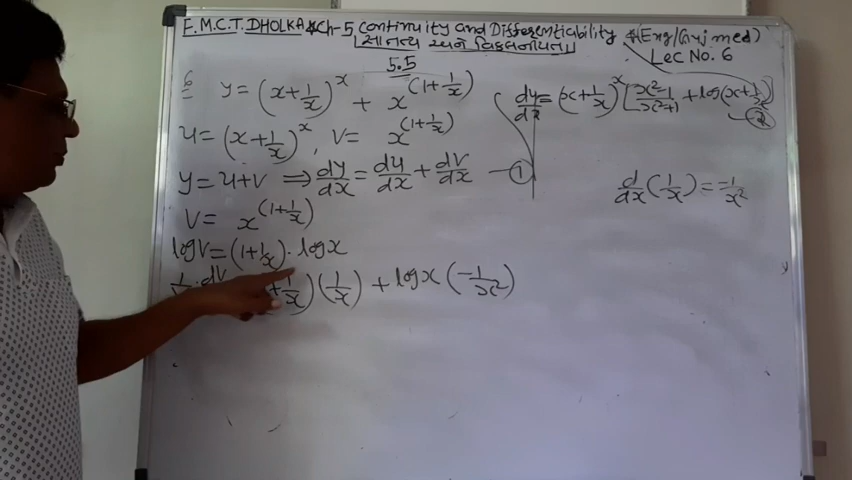 F.M.C.T. DHOLKA Ch-5 Continuity and Differentiability (Eng/Guj med)
સાતત્ય અને વિકલનીયતા Lec No. 6
5.5
6 y = (x+1/x)^x + x^(1+1/x)
dy/dx = (x+1/x)^x [x²-1/x²+1 + log(x+1/x)] 2
u = (x+1/x)^x, v = x^(1+1/x)
y = u+v ⇒ dy/dx = du/dx + dv/dx — 1
d/dx (1/x) = -1/x²
v = x^(1+1/x)
log v = (1+1/x) · log x
1/x) (1/x) + log x (-1/x²)